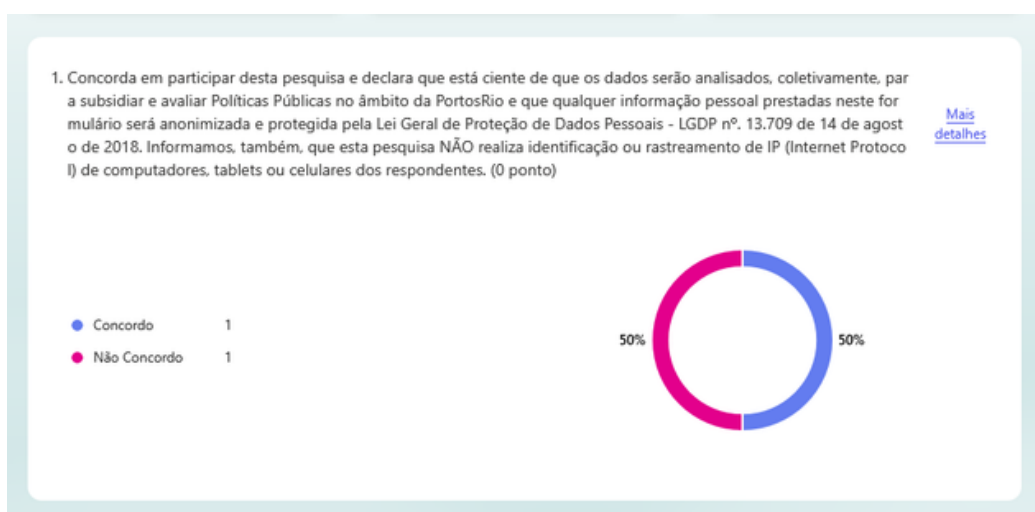 1. Concorda em participar desta pesquisa e declara que está ciente de que os dados serão analisados, coletivamente, par
a subsidiar e avaliar Políticas Públicas no âmbito da PortosRio e que qualquer informação pessoal prestadas neste for
mulário será anonimizada e protegida pela Lei Geral de Proteção de Dados Pessoais - LGDP nº. 13.709 de 14 de agost
o de 2018. Informamos, também, que esta pesquisa NÃO realiza identificação ou rastreamento de IP (Internet Protoco
l) de computadores, tablets ou celulares dos respondentes. (0 ponto)
Mais
detalhes
Concordo 1
Não Concordo 1
50%
50%